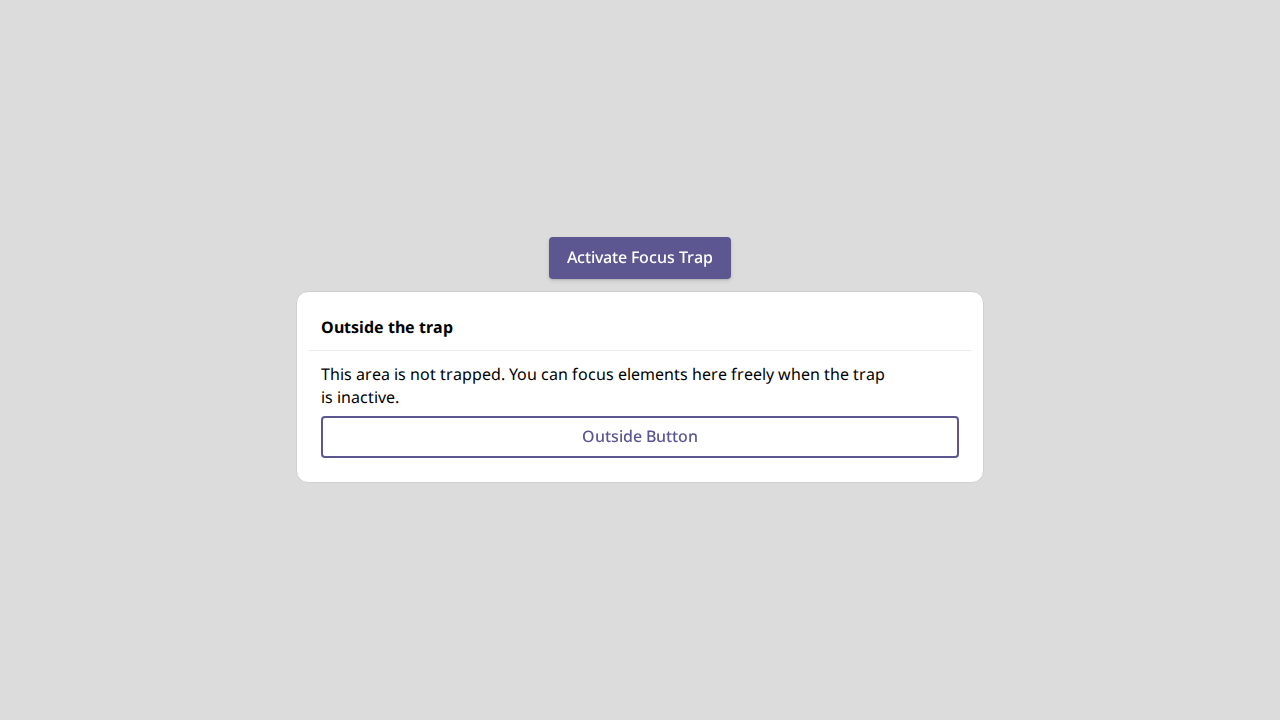 Activate Focus Trap
Outside the trap
This area is not trapped. You can focus elements here freely when the trap
is inactive.
Outside Button